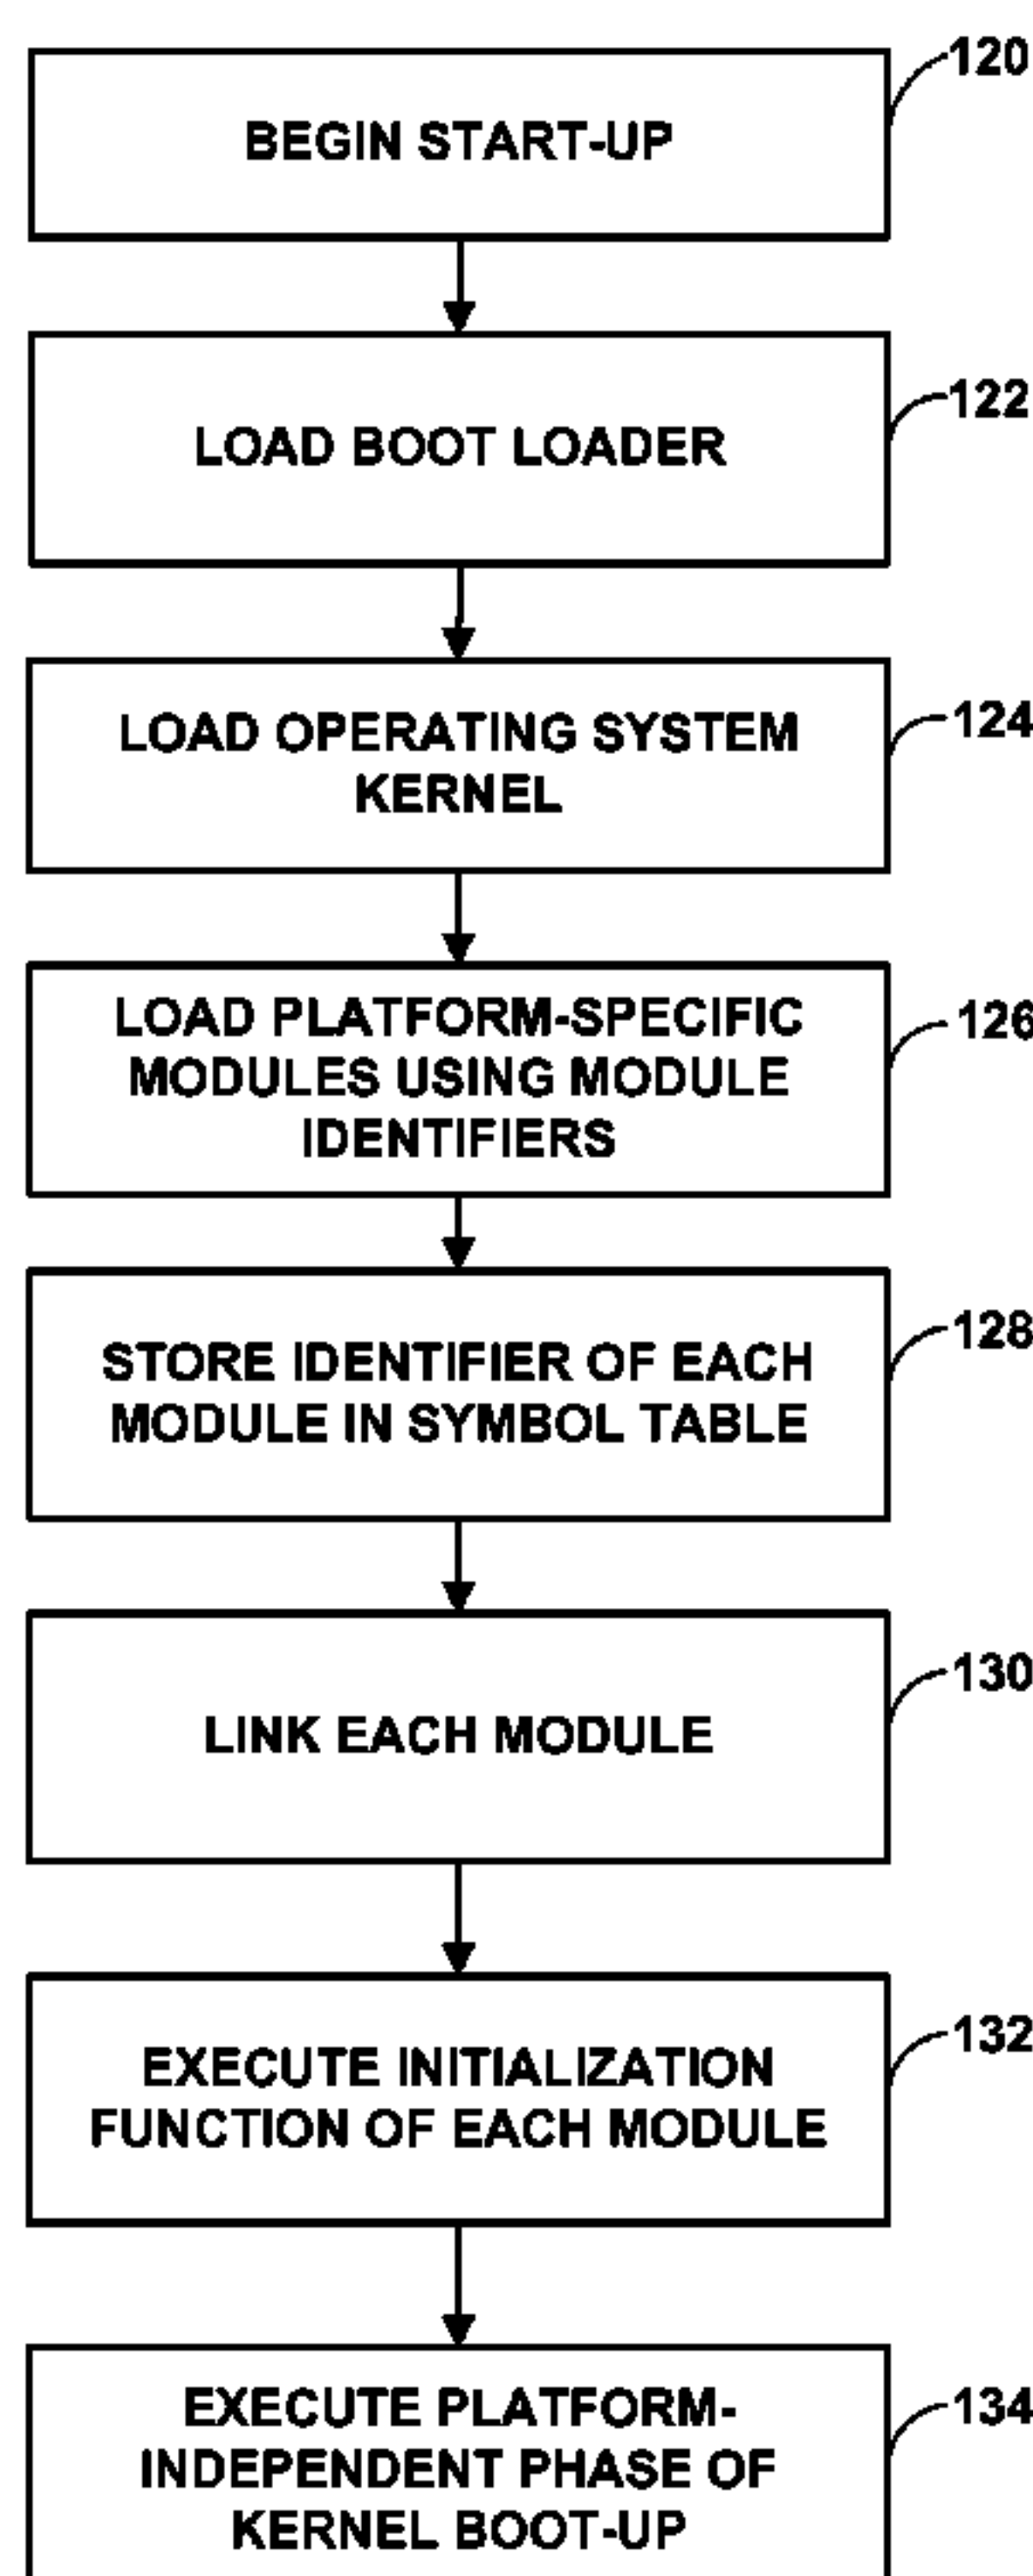 120
BEGIN START-UP
122
LOAD BOOT LOADER
124
LOAD OPERATING SYSTEM
KERNEL
126
LOAD PLATFORM-SPECIFIC
MODULES USING MODULE
IDENTIFIERS
128
STORE IDENTIFIER OF EACH
MODULE IN SYMBOL TABLE
130
LINK EACH MODULE
132
EXECUTE INITIALIZATION
FUNCTION OF EACH MODULE
134
EXECUTE PLATFORM-
INDEPENDENT PHASE OF
KERNEL BOOT-UP